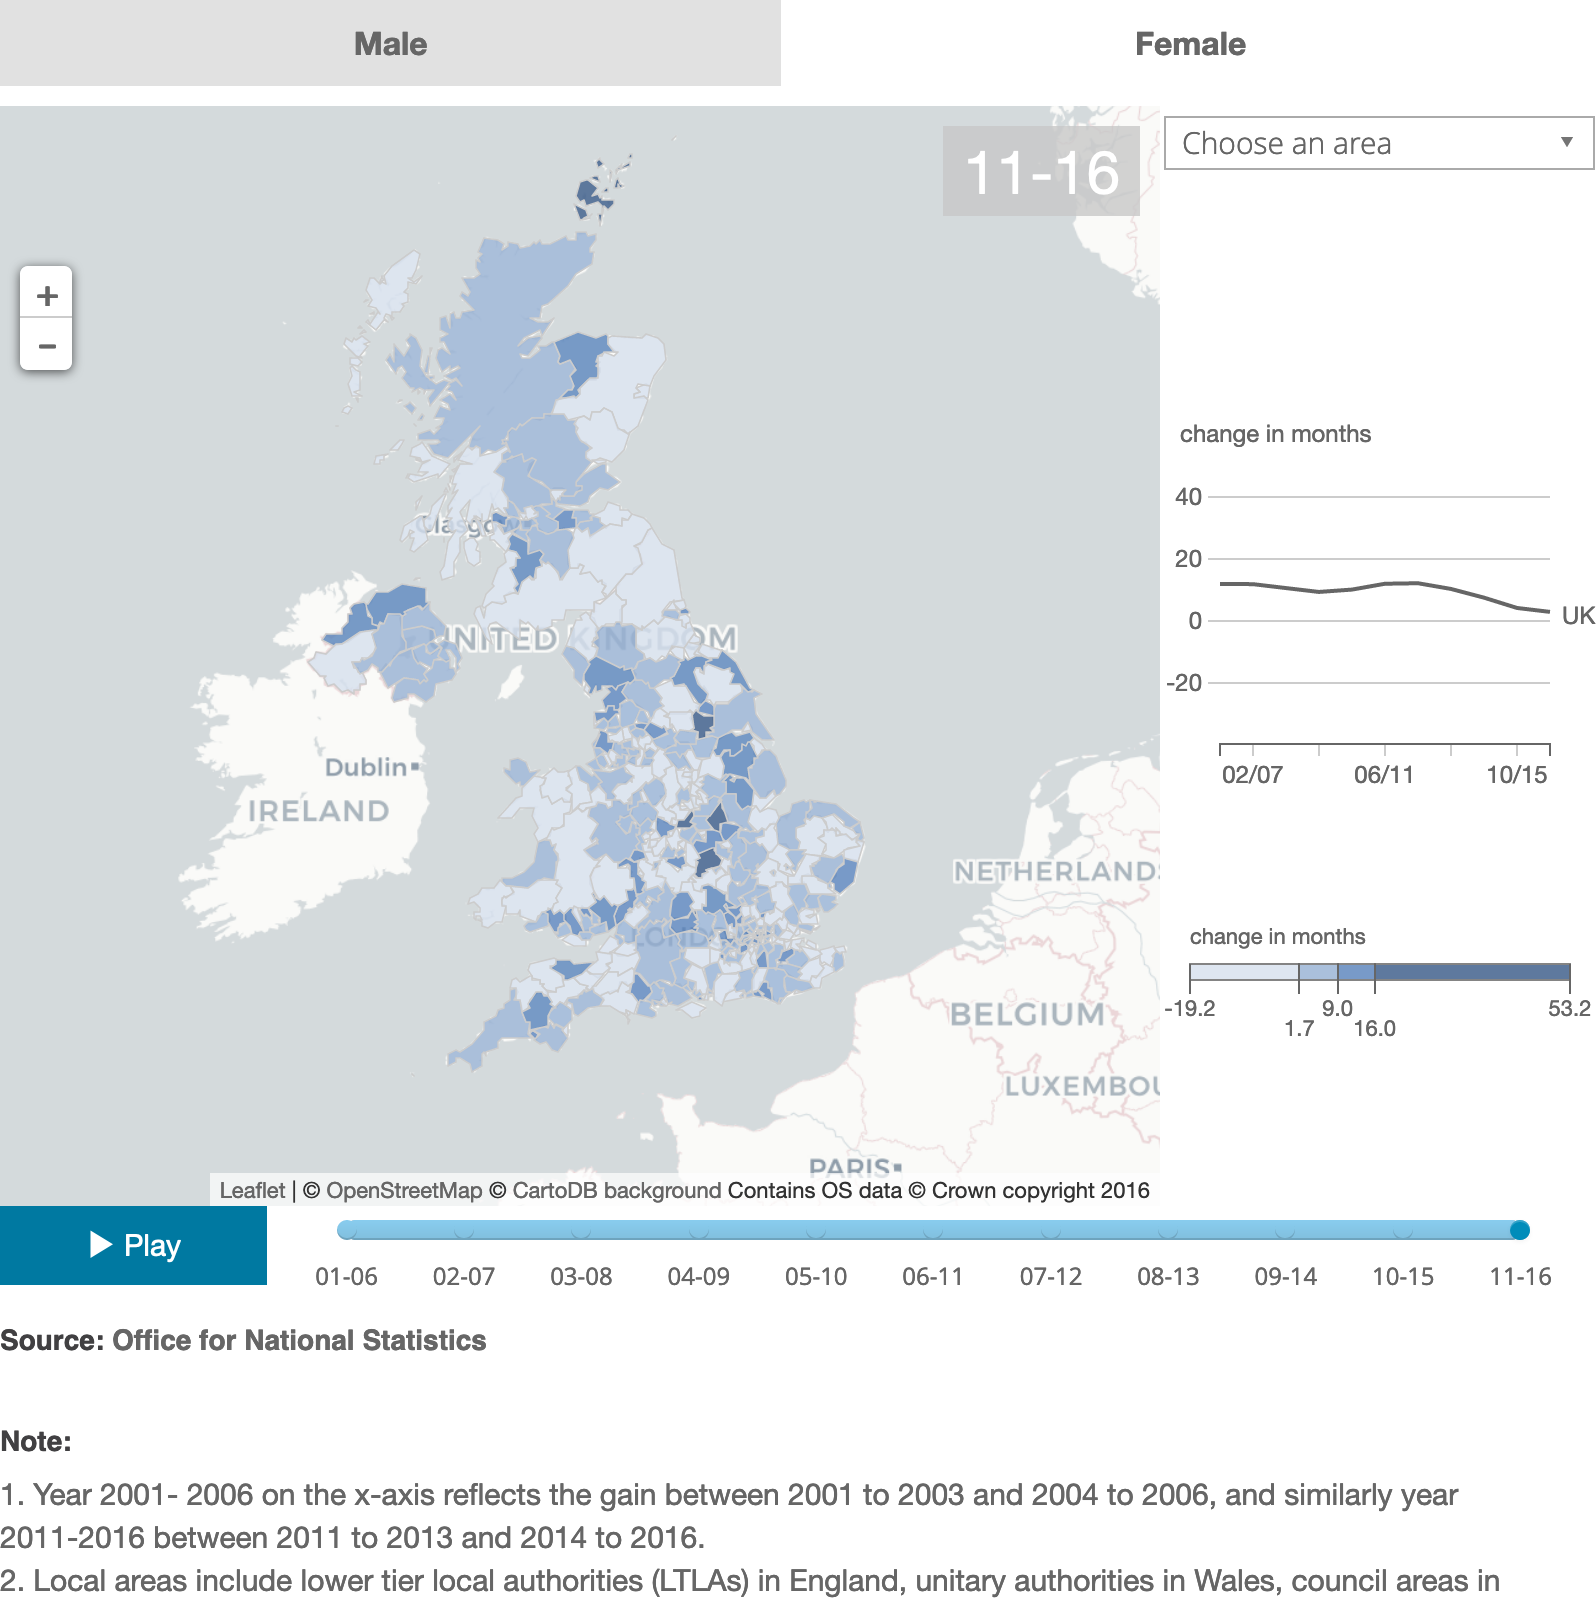 Male
Female
11-16
Choose an area
+
−
change in months
40
20
0
-20
UK
02/07
06/11
10/15
UNITED KINGDOM
Dublin
IRELAND
NETHERLAND
BELGIUM
LUXEMBOU
PARIS
change in months
-19.2
1.7
9.0
16.0
53.2
Leaflet | © OpenStreetMap © CartoDB background Contains OS data © Crown copyright 2016
Play
01-06
02-07
03-08
04-09
05-10
06-11
07-12
08-13
09-14
10-15
11-16
Source: Office for National Statistics
Note:
1. Year 2001- 2006 on the x-axis reflects the gain between 2001 to 2003 and 2004 to 2006, and similarly year
2011-2016 between 2011 to 2013 and 2014 to 2016.
2. Local areas include lower tier local authorities (LTLAs) in England, unitary authorities in Wales, council areas in